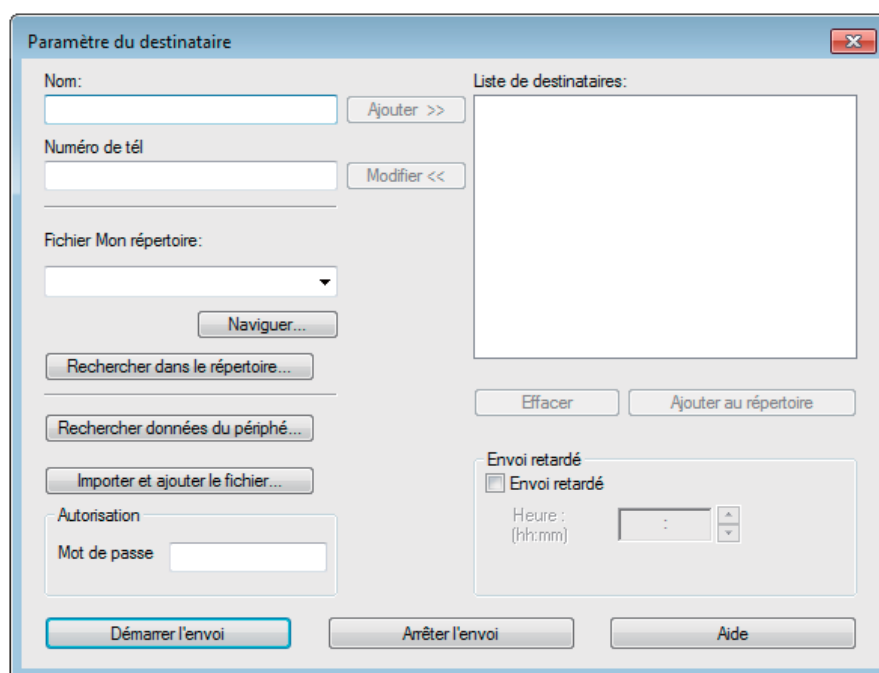 Paramètre du destinataire
Nom:
Ajouter >>
Numéro de tél
Modifier <<
Fichier Mon répertoire:
Naviguer...
Rechercher dans le répertoire...
Rechercher données du périphé...
Importer et ajouter le fichier...
Autorisation
Mot de passe
Liste de destinataires:
Effacer
Ajouter au répertoire
Envoi retardé
Envoi retardé
Heure :
(hh:mm)
:
Démarrer l'envoi
Arrêter l'envoi
Aide